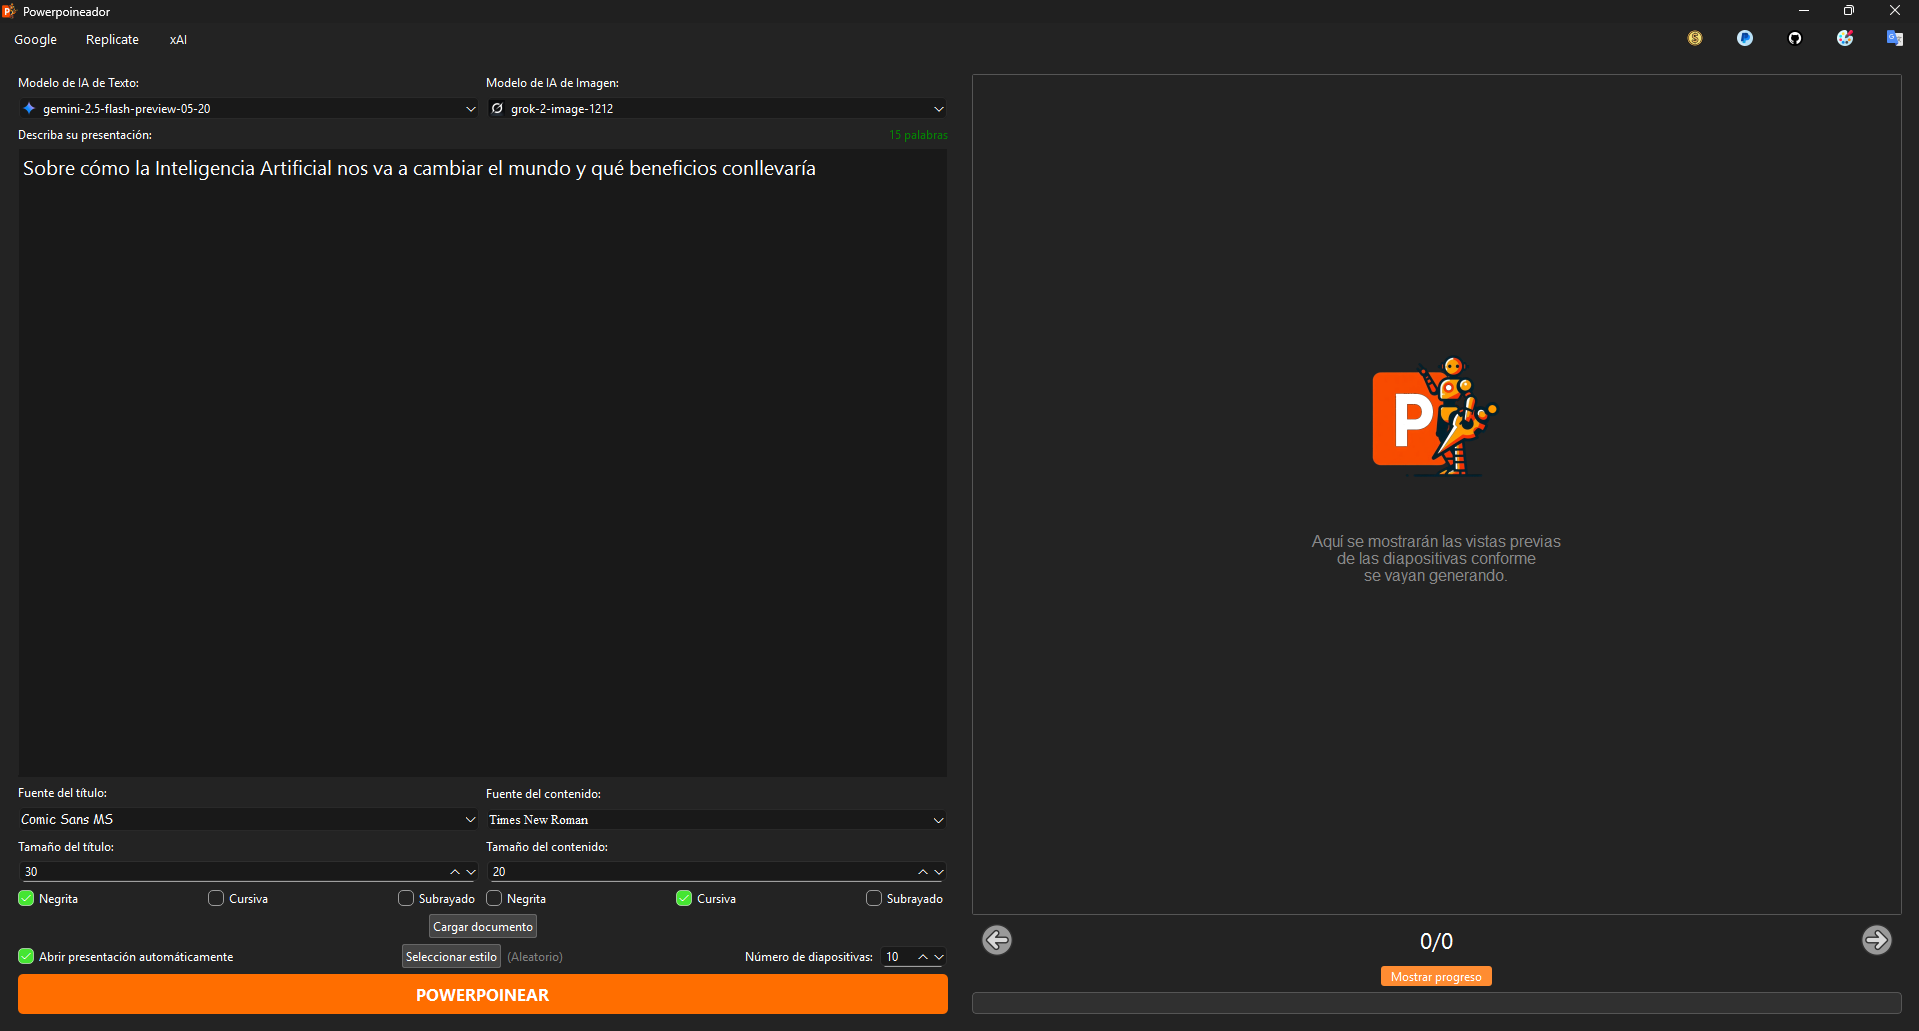 Powerpoineador
Google Replicate xAI
Modelo de IA de Texto: Modelo de IA de Imagen:
gemini-2.5-flash-preview-05-20 grok-2-image-1212
Describa su presentación: 15 palabras
Sobre cómo la Inteligencia Artificial nos va a cambiar el mundo y qué beneficios conllevaría
Fuente del título: Fuente del contenido:
Comic Sans MS Times New Roman
Tamaño del título: Tamaño del contenido:
30 20
Negrita Cursiva Subrayado Negrita Cursiva Subrayado
Cargar documento
Abrir presentación automáticamente Seleccionar estilo (Aleatorio) Número de diapositivas: 10
POWERPOINEAR
P
Aquí se mostrarán las vistas previas
de las diapositivas conforme
se vayan generando.
0/0
Mostrar progreso